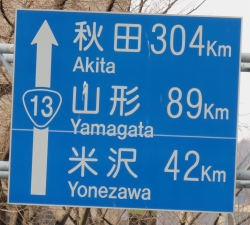 秋田 304Km
Akita
13
山形 89Km
Yamagata
米沢 42Km
Yonezawa